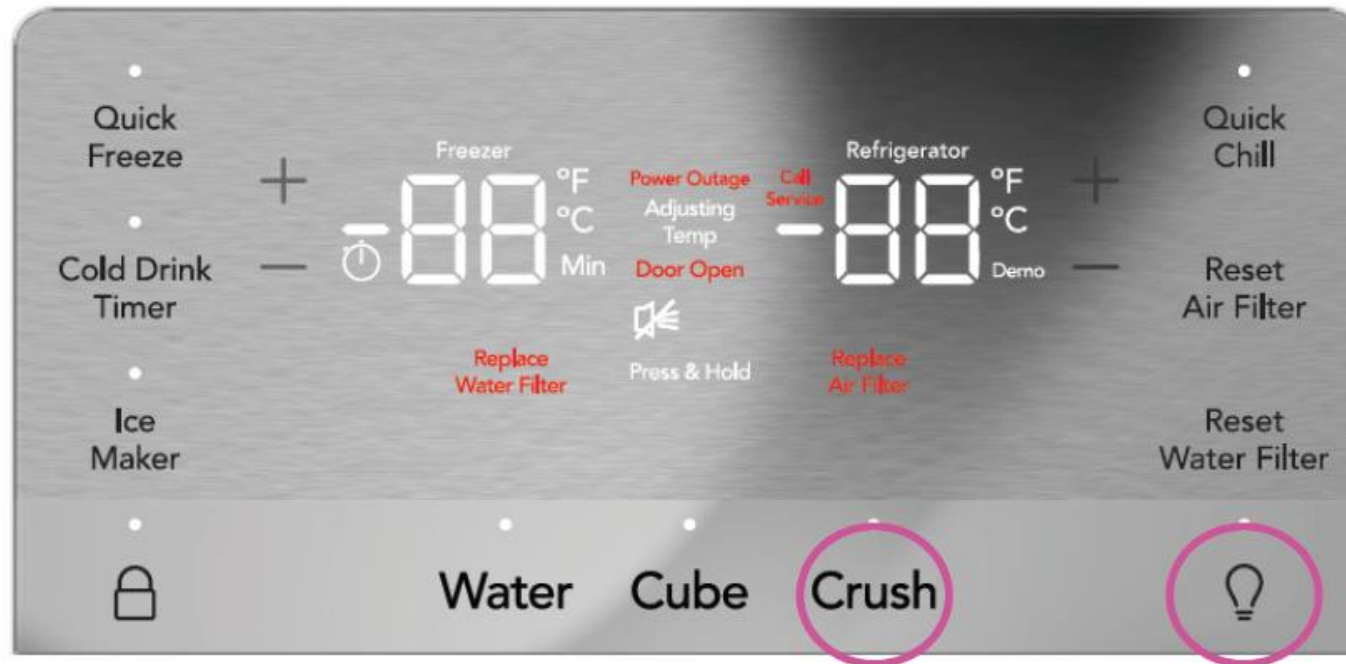 Quick
Freeze
Cold Drink
Timer
Ice
Maker
Freezer
-88 °F
°C
Min
Power Outage
Adjusting
Temp
Door Open
Press & Hold
Call
Service
Refrigerator
-88 °F
°C
Demo
Replace
Water Filter
Replace
Air Filter
Quick
Chill
Reset
Air Filter
Reset
Water Filter
Water
Cube
Crush